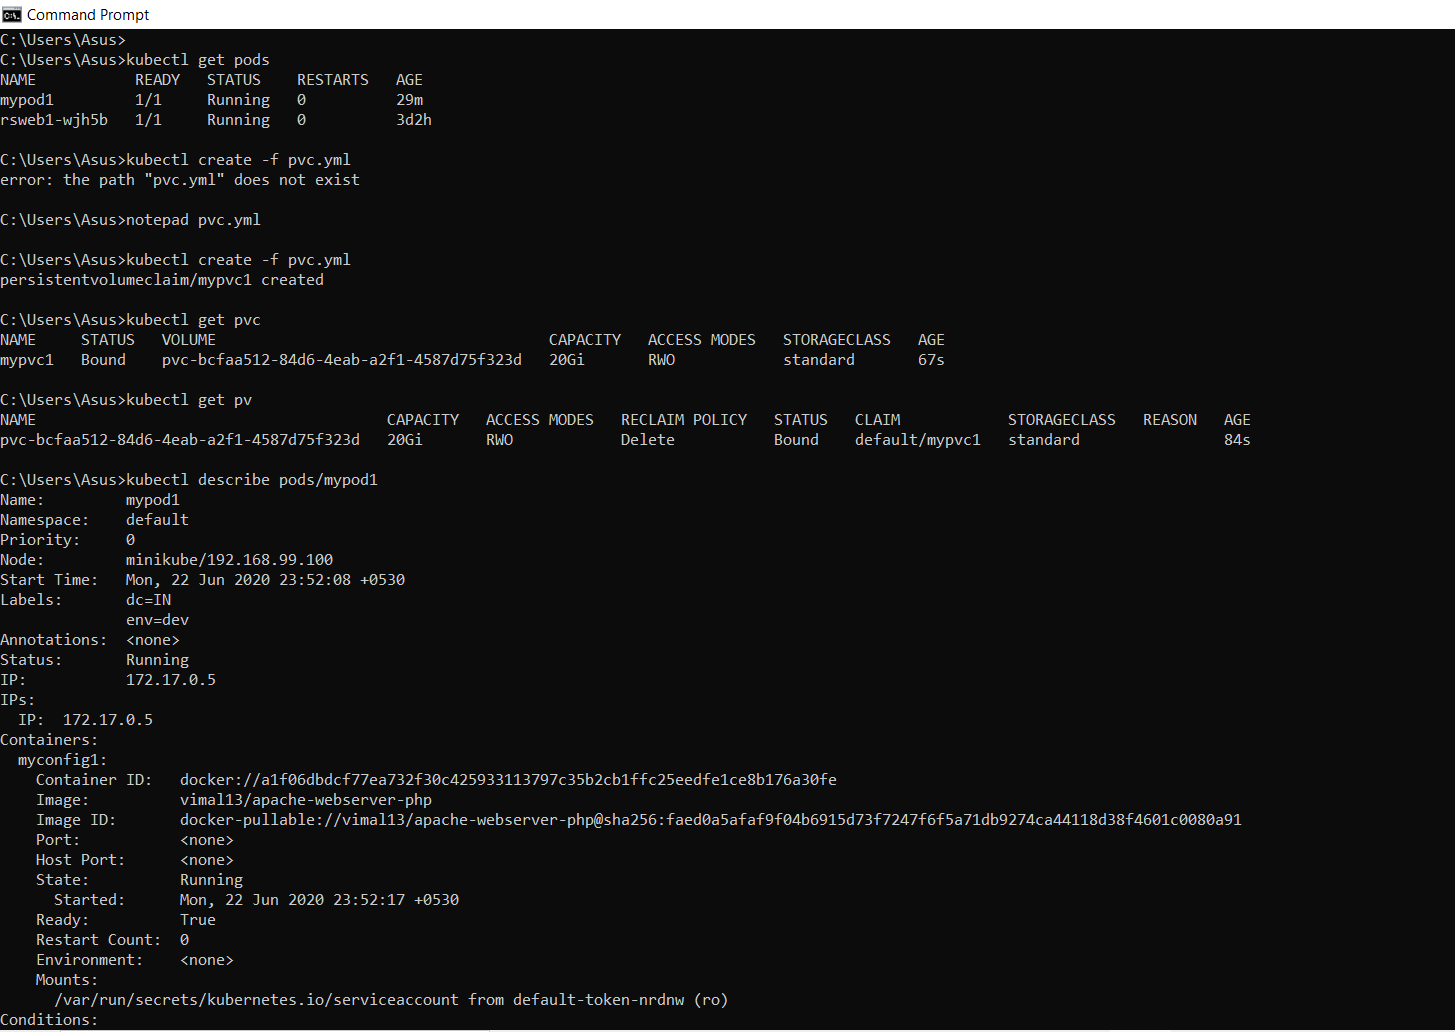 Command Prompt
C:\Users\Asus>
C:\Users\Asus>kubectl get pods
NAME           READY   STATUS    RESTARTS   AGE
mypod1         1/1     Running   0          29m
rsweb1-wjh5b   1/1     Running   0          3d2h
C:\Users\Asus>kubectl create -f pvc.yml
error: the path "pvc.yml" does not exist
C:\Users\Asus>notepad pvc.yml
C:\Users\Asus>kubectl create -f pvc.yml
persistentvolumeclaim/mypvc1 created
C:\Users\Asus>kubectl get pvc
NAME     STATUS   VOLUME                                     CAPACITY   ACCESS MODES   STORAGECLASS   AGE
mypvc1   Bound    pvc-bcfaa512-84d6-4eab-a2f1-4587d75f323d   20Gi       RWO            standard       67s
C:\Users\Asus>kubectl get pv
NAME                                       CAPACITY   ACCESS MODES   RECLAIM POLICY   STATUS   CLAIM            STORAGECLASS   REASON   AGE
pvc-bcfaa512-84d6-4eab-a2f1-4587d75f323d   20Gi       RWO            Delete           Bound    default/mypvc1   standard                84s
C:\Users\Asus>kubectl describe pods/mypod1
Name:         mypod1
Namespace:    default
Priority:     0
Node:         minikube/192.168.99.100
Start Time:   Mon, 22 Jun 2020 23:52:08 +0530
Labels:       dc=IN
              env=dev
Annotations:  <none>
Status:       Running
IP:           172.17.0.5
IPs:
  IP:  172.17.0.5
Containers:
  myconfig1:
    Container ID:   docker://a1f06dbdcf77ea732f30c425933113797c35b2cb1ffc25eedfe1ce8b176a30fe
    Image:          vimal13/apache-webserver-php
    Image ID:       docker-pullable://vimal13/apache-webserver-php@sha256:faed0a5afaf9f04b6915d73f7247f6f5a71db9274ca44118d38f4601c0080a91
    Port:           <none>
    Host Port:      <none>
    State:          Running
      Started:      Mon, 22 Jun 2020 23:52:17 +0530
    Ready:          True
    Restart Count:  0
    Environment:    <none>
    Mounts:
      /var/run/secrets/kubernetes.io/serviceaccount from default-token-nrdnw (ro)
Conditions: